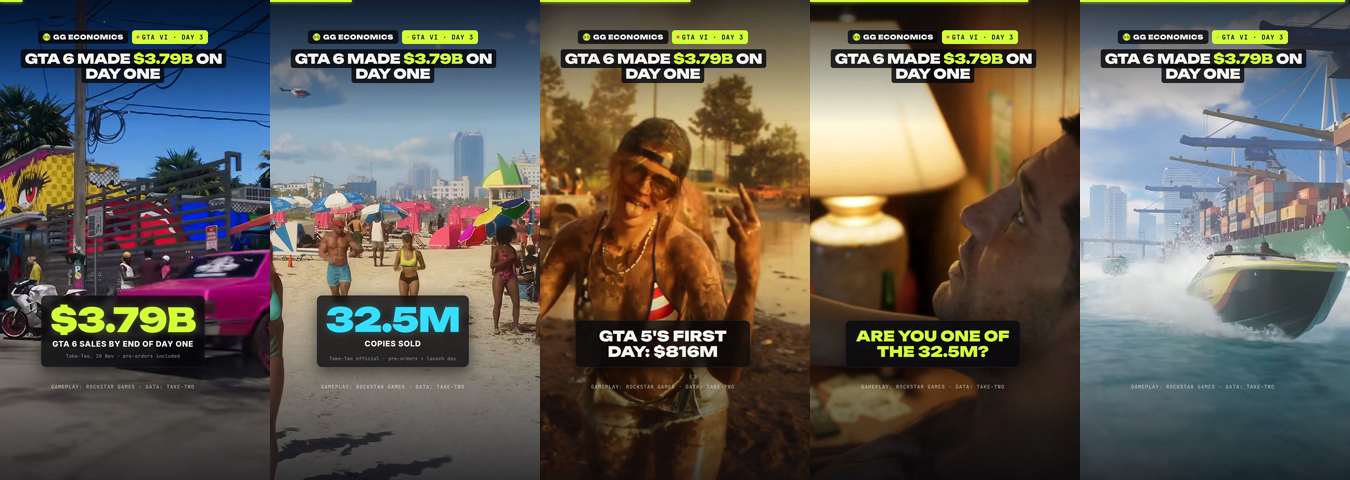 GG ECONOMICS
GTA VI · DAY 3
GTA 6 MADE $3.79B ON
DAY ONE
$3.79B
GTA 6 SALES BY END OF DAY ONE
Take-Two, 20 Nov · pre-orders included
GAMEPLAY: ROCKSTAR GAMES · DATA: TAKE-TWO
GG ECONOMICS
GTA VI · DAY 3
GTA 6 MADE $3.79B ON
DAY ONE
32.5M
COPIES SOLD
Take-Two official · pre-orders + launch day
GAMEPLAY: ROCKSTAR GAMES · DATA: TAKE-TWO
GG ECONOMICS
GTA VI · DAY 3
GTA 6 MADE $3.79B ON
DAY ONE
GTA 5'S FIRST
DAY: $816M
GAMEPLAY: ROCKSTAR GAMES · DATA: TAKE-TWO
GG ECONOMICS
GTA VI · DAY 3
GTA 6 MADE $3.79B ON
DAY ONE
ARE YOU ONE OF
THE 32.5M?
GAMEPLAY: ROCKSTAR GAMES · DATA: TAKE-TWO
GG ECONOMICS
GTA VI · DAY 3
GTA 6 MADE $3.79B ON
DAY ONE
GAMEPLAY: ROCKSTAR GAMES · DATA: TAKE-TWO